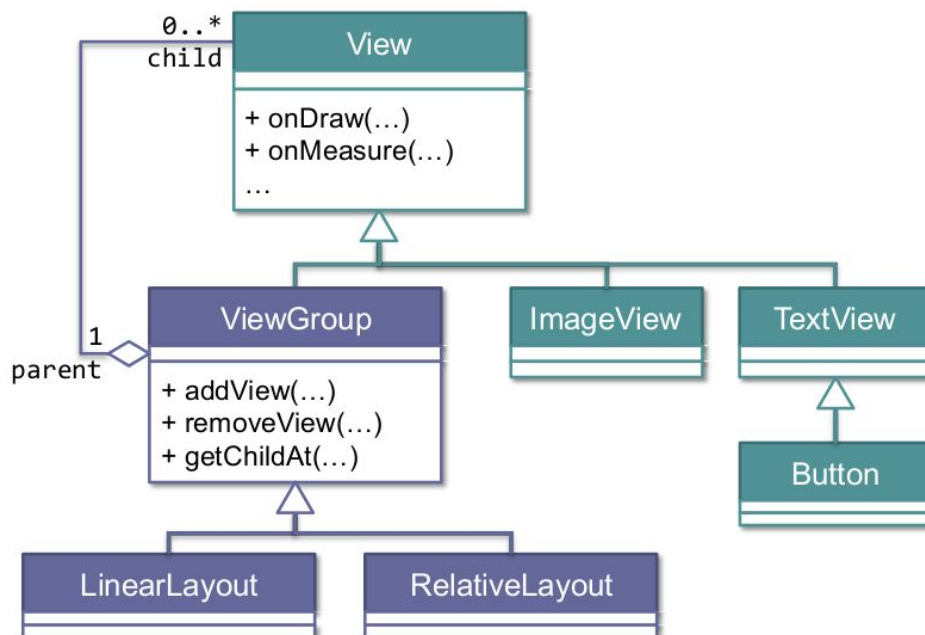 0..*
child
View
+ onDraw(…)
+ onMeasure(…)
…
1
parent
ViewGroup
+ addView(…)
+ removeView(…)
+ getChildAt(…)
ImageView
TextView
Button
LinearLayout
RelativeLayout